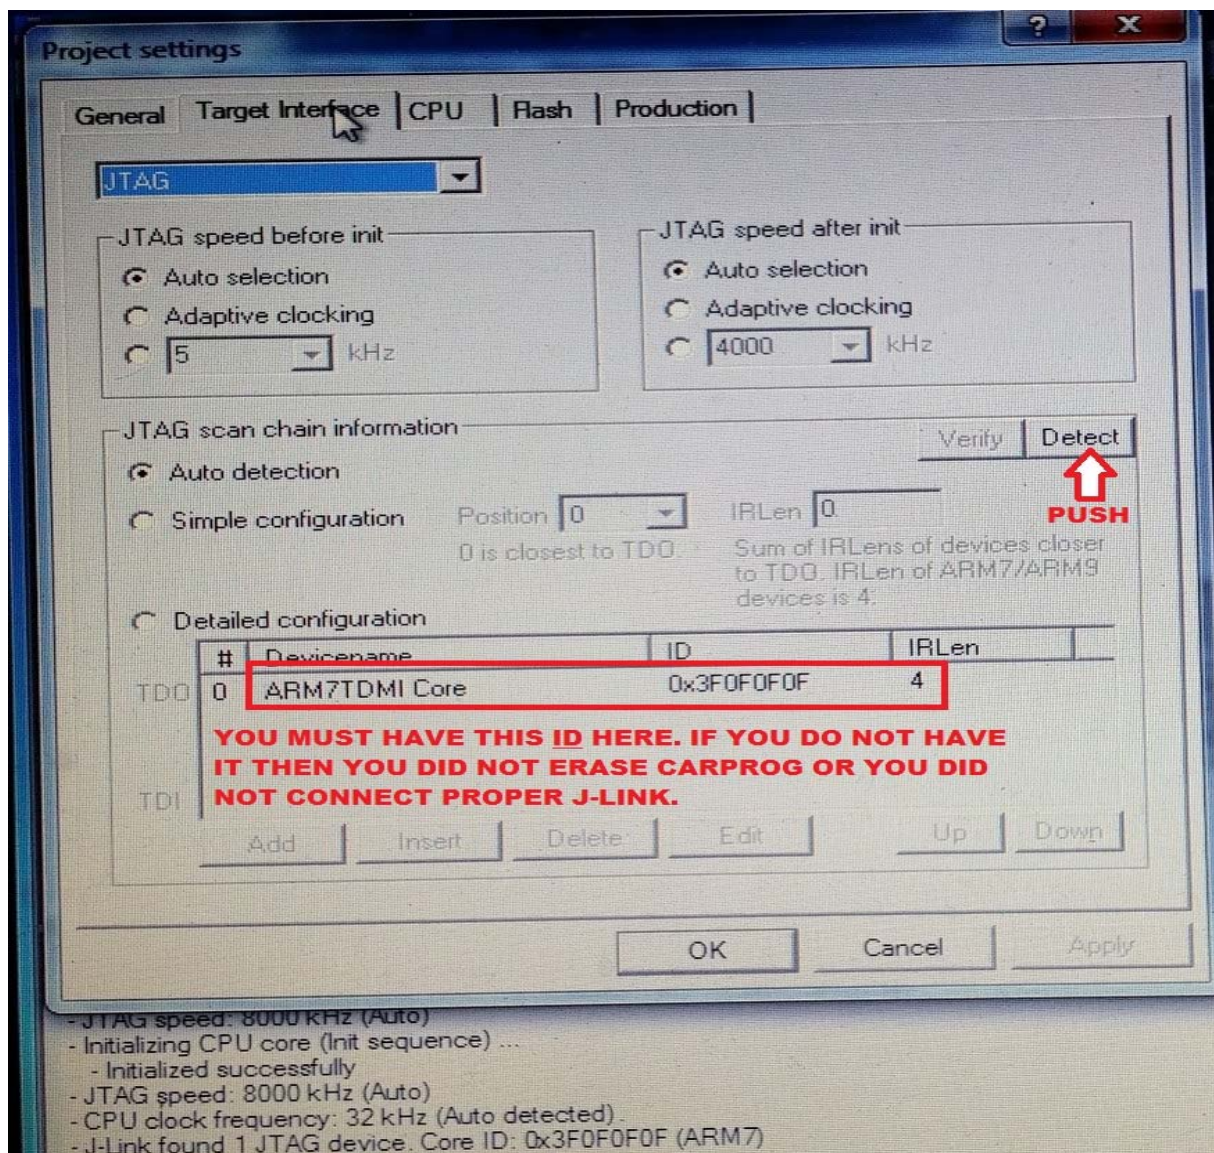 Project settings
?
X
General Target Interface CPU Flash Production
JTAG
JTAG speed before init
Auto selection
Adaptive clocking
5 kHz
JTAG speed after init
Auto selection
Adaptive clocking
4000 kHz
JTAG scan chain information
Verify Detect
PUSH
Auto detection
Simple configuration Position 0 IRLen 0
0 is closest to TDO. Sum of IRLens of devices closer
to TDO. IRLen of ARM7/ARM9
devices is 4.
Detailed configuration
# Devicename ID IRLen
TDO 0 ARM7TDMI Core 0x3F0F0F0F 4
YOU MUST HAVE THIS ID HERE. IF YOU DO NOT HAVE
IT THEN YOU DID NOT ERASE CARPROG OR YOU DID
NOT CONNECT PROPER J-LINK.
TDI
Add Insert Delete Edit Up Down
OK Cancel Apply
- JTAG speed: 8000 kHz (Auto)
- Initializing CPU core (Init sequence) ...
- Initialized successfully
- JTAG speed: 8000 kHz (Auto)
- CPU clock frequency: 32 kHz (Auto detected)
- J-Link found 1 JTAG device. Core ID: 0x3F0F0F0F (ARM7)